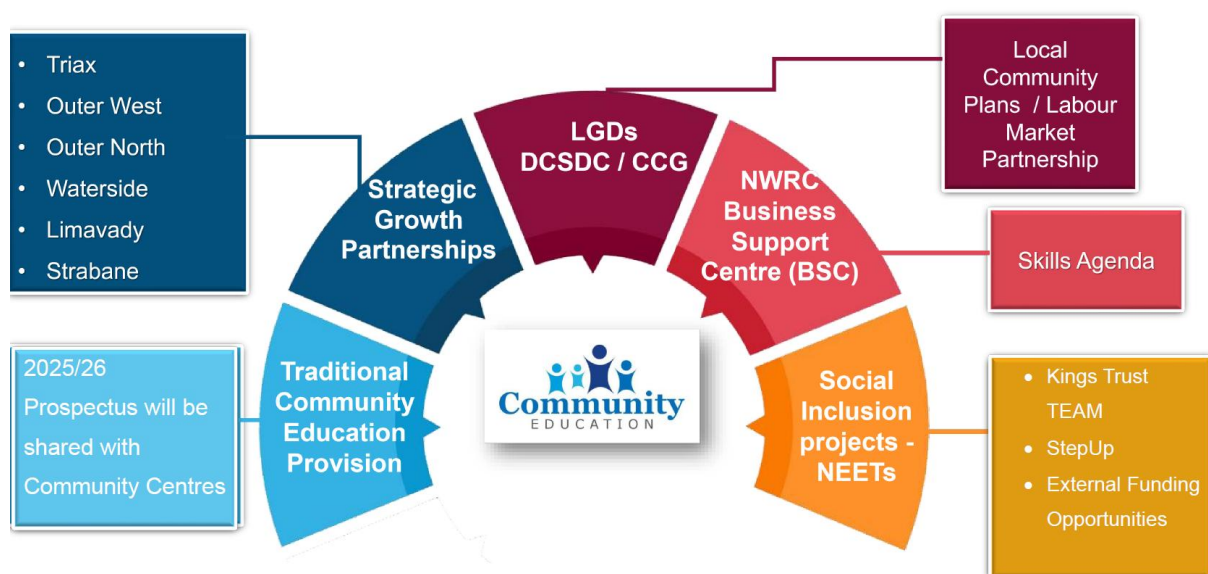 • Triax
• Outer West
• Outer North
• Waterside
• Limavady
• Strabane
Strategic
Growth
Partnerships
LGDs
DCSDC / CCG
Local
Community
Plans / Labour
Market
Partnership
NWRC
Business
Support
Centre (BSC)
Skills Agenda
2025/26
Prospectus will be
shared with
Community Centres
Traditional
Community
Education
Provision
Community
EDUCATION
Social
Inclusion
projects -
NEETs
• Kings Trust
TEAM
• StepUp
• External Funding
Opportunities